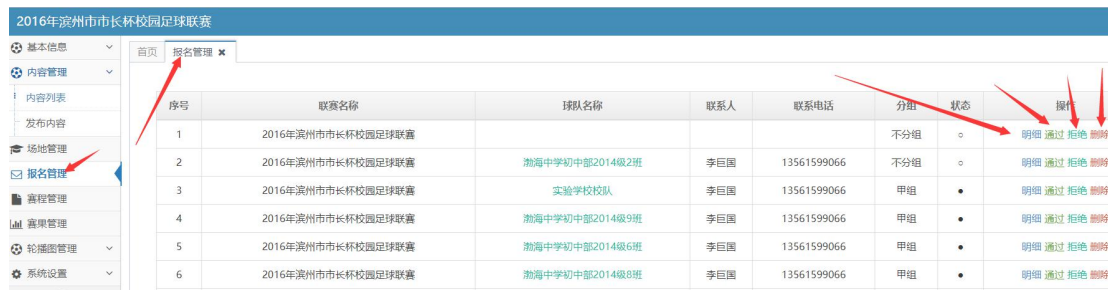 2016年滨州市市长杯校园足球联赛
基本信息
内容管理
内容列表
发布内容
场地管理
报名管理
赛程管理
赛果管理
轮播图管理
系统设置
首页 报名管理 ✖
序号 联赛名称 球队名称 联系人 联系电话 分组 状态 操作
1 2016年滨州市市长杯校园足球联赛 不分组 ○ 明细 通过 拒绝 删除
2 2016年滨州市市长杯校园足球联赛 渤海中学初中部2014级2班 李巨国 13561599066 不分组 ○ 明细 通过 拒绝 删除
3 2016年滨州市市长杯校园足球联赛 实验学校校队 李巨国 13561599066 甲组 ● 明细 通过 拒绝 删除
4 2016年滨州市市长杯校园足球联赛 渤海中学初中部2014级9班 李巨国 13561599066 甲组 ● 明细 通过 拒绝 删除
5 2016年滨州市市长杯校园足球联赛 渤海中学初中部2014级6班 李巨国 13561599066 甲组 ● 明细 通过 拒绝 删除
6 2016年滨州市市长杯校园足球联赛 渤海中学初中部2014级8班 李巨国 13561599066 甲组 ● 明细 通过 拒绝 删除